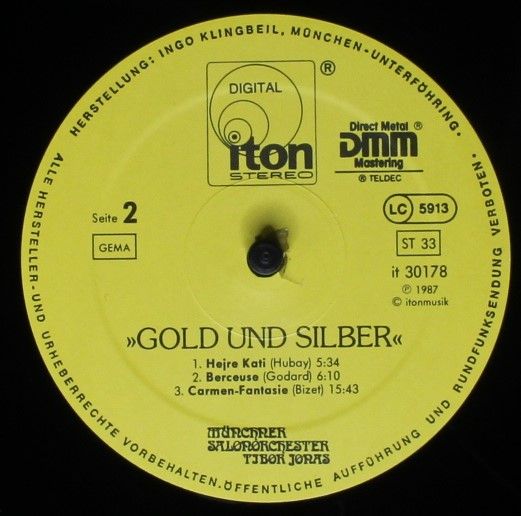 HERSTELLUNG: INGO KLINGBEIL, MÜNCHEN-UNTERFÖHRING.
ALLE HERSTELLER- UND URHEBERRECHTE VORBEHALTEN. ÖFFENTLICHE AUFFÜHRUNG UND RUNDFUNKSENDUNG VERBOTEN.
DIGITAL
®
iton
STEREO
Direct Metal ®
DMM
Mastering
® TELDEC
Seite 2
GEMA
LC 5913
ST 33
it 30178
℗ 1987
© itonmusik
»GOLD UND SILBER«
1. Hejre Kati (Hubay) 5:34
2. Berceuse (Godard) 6:10
3. Carmen-Fantasie (Bizet) 15:43
MÜNCHNER
SALONORCHESTER
TIBOR JONAS